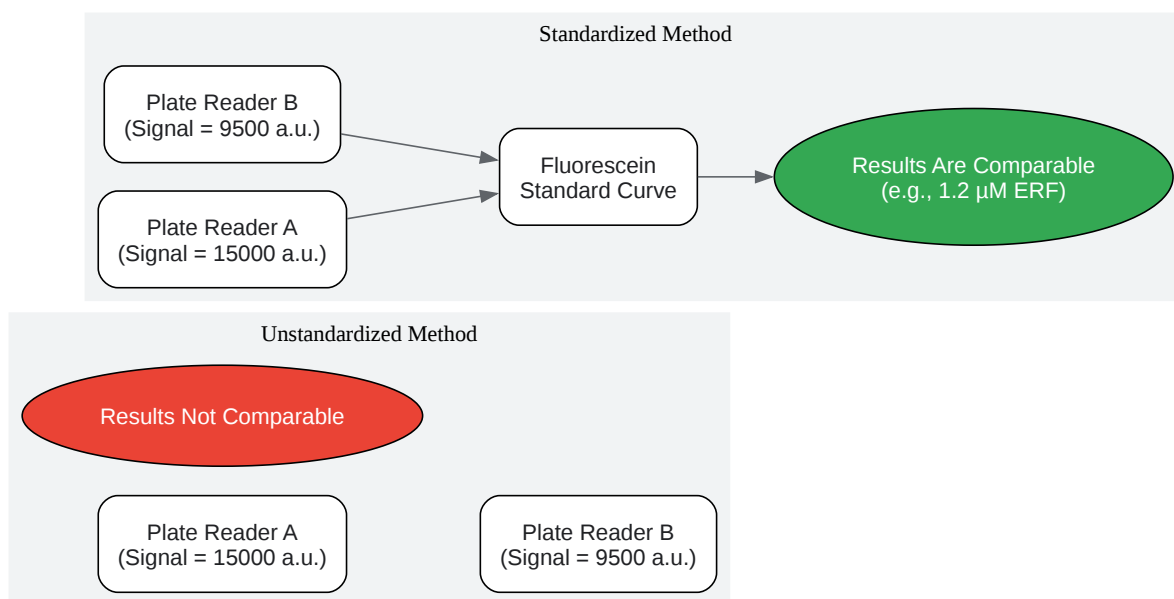 Standardized Method
Plate Reader B
(Signal = 9500 a.u.)
Plate Reader A
(Signal = 15000 a.u.)
Fluorescein
Standard Curve
Results Are Comparable
(e.g., 1.2 µM ERF)
Unstandardized Method
Results Not Comparable
Plate Reader A
(Signal = 15000 a.u.)
Plate Reader B
(Signal = 9500 a.u.)